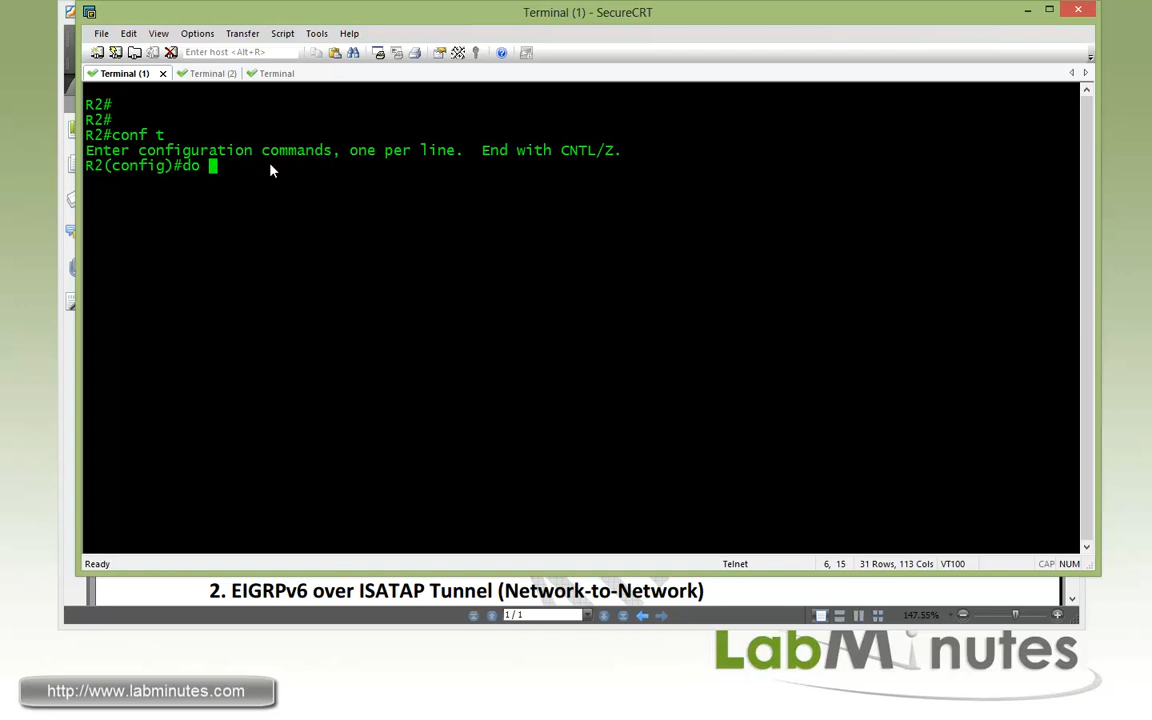 Terminal (1) - SecureCRT
File Edit View Options Transfer Script Tools Help
Enter host <Alt+R>
Terminal (1) Terminal (2) Terminal
R2#
R2#
R2#conf t
Enter configuration commands, one per line.  End with CNTL/Z.
R2(config)#do
Ready Telnet 6, 15 31 Rows, 113 Cols VT100 CAP NUM
2. EIGRPv6 over ISATAP Tunnel (Network-to-Network)
1 / 1 147.55%
LabMinutes
http://www.labminutes.com